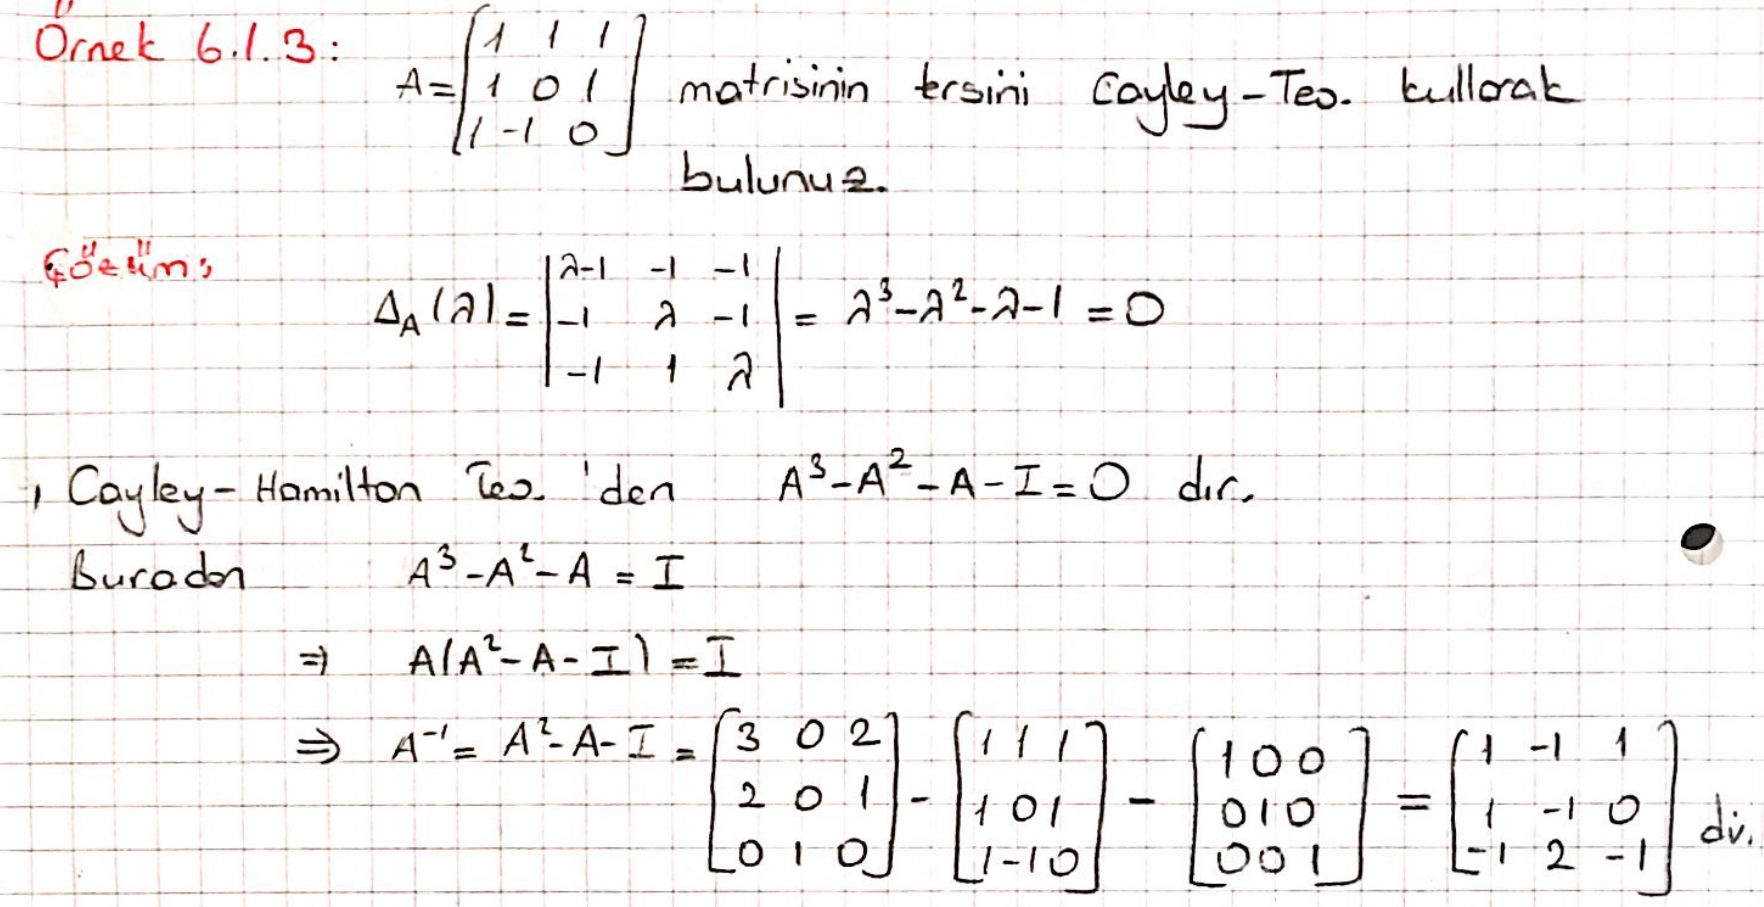 Örnek 6.1.3: A = [1 1 1; 1 0 1; 1 -1 0] matrisinin tersini Cayley-Teo. kullarak
bulunuz.
Çözüm:
Δ_A(λ) = |λ-1 -1 -1; -1 λ -1; -1 1 λ| = λ³-λ²-λ-1 = 0
, Cayley-Hamilton Teo. 'den A³-A²-A-I=0 dır.
Buradan A³-A²-A = I
⇒ A(A²-A-I) = I
⇒ A⁻¹ = A²-A-I = [3 0 2; 2 0 1; 0 1 0] - [1 1 1; 1 0 1; 1 -1 0] - [1 0 0; 0 1 0; 0 0 1] = [1 -1 1; 1 -1 0; -1 2 -1] dir.